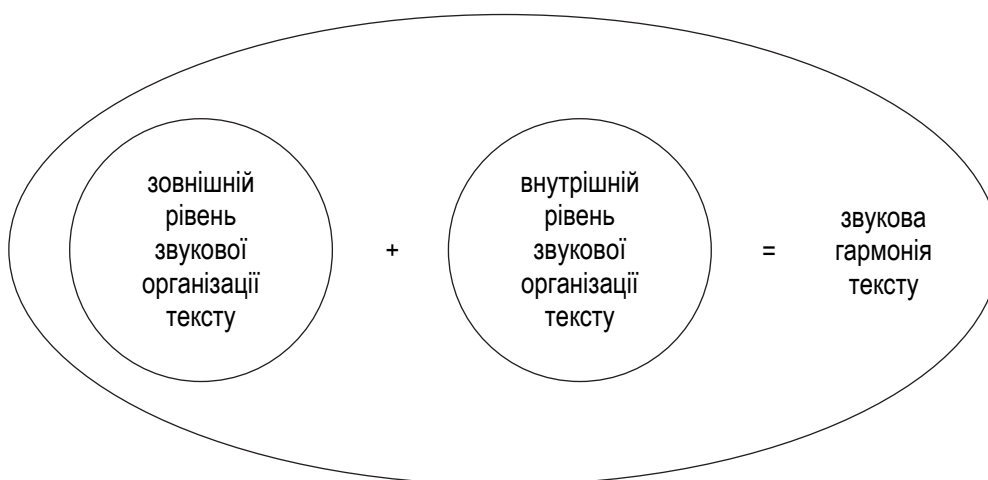 зовнішній
рівень
звукової
організації
тексту
+
внутрішній
рівень
звукової
організації
тексту
=
звукова
гармонія
тексту